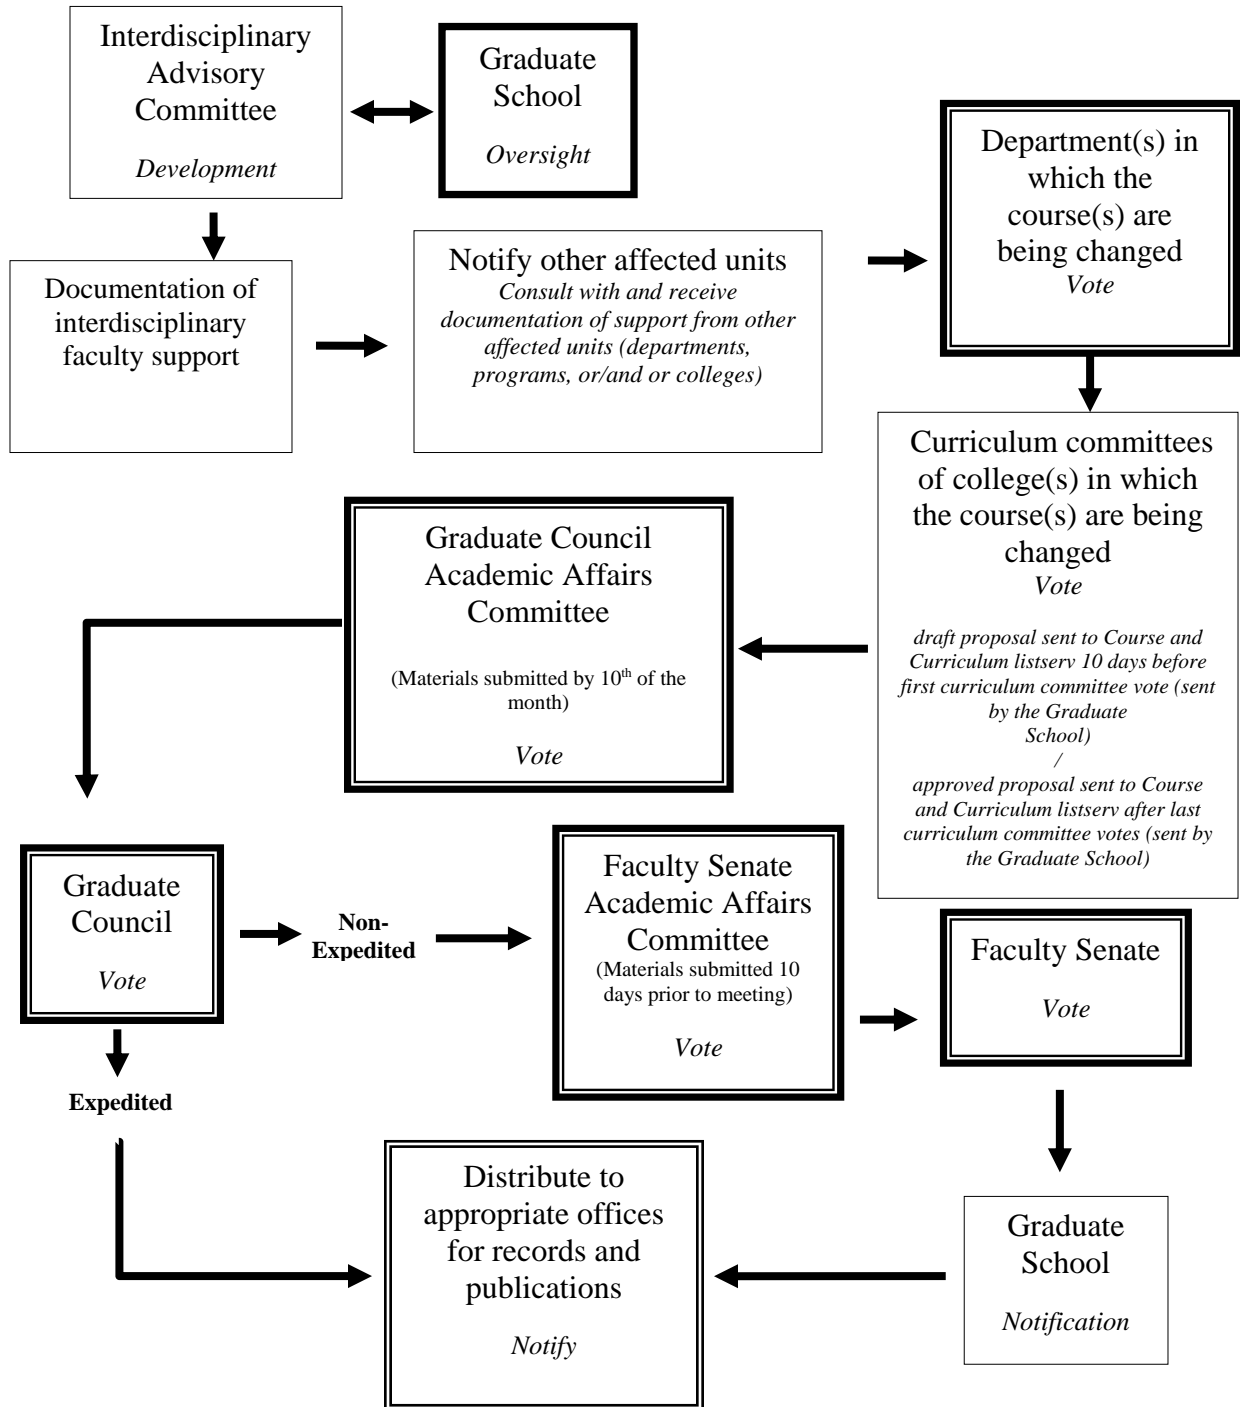 Interdisciplinary
Advisory
Committee
Development
Graduate
School
Oversight
Department(s) in
which the
course(s) are
being changed
Vote
Documentation of
interdisciplinary
faculty support
Notify other affected units
Consult with and receive
documentation of support from other
affected units (departments,
programs, or/and or colleges)
Curriculum committees
of college(s) in which
the course(s) are being
changed
Vote
draft proposal sent to Course and
Curriculum listserv 10 days before
first curriculum committee vote (sent
by the Graduate
School)
/
approved proposal sent to Course
and Curriculum listserv after last
curriculum committee votes (sent by
the Graduate School)
Graduate Council
Academic Affairs
Committee
(Materials submitted by 10th of the
month)
Vote
Graduate
Council
Vote
Non-
Expedited
Faculty Senate
Academic Affairs
Committee
(Materials submitted 10
days prior to meeting)
Vote
Faculty Senate
Vote
Expedited
Distribute to
appropriate offices
for records and
publications
Notify
Graduate
School
Notification